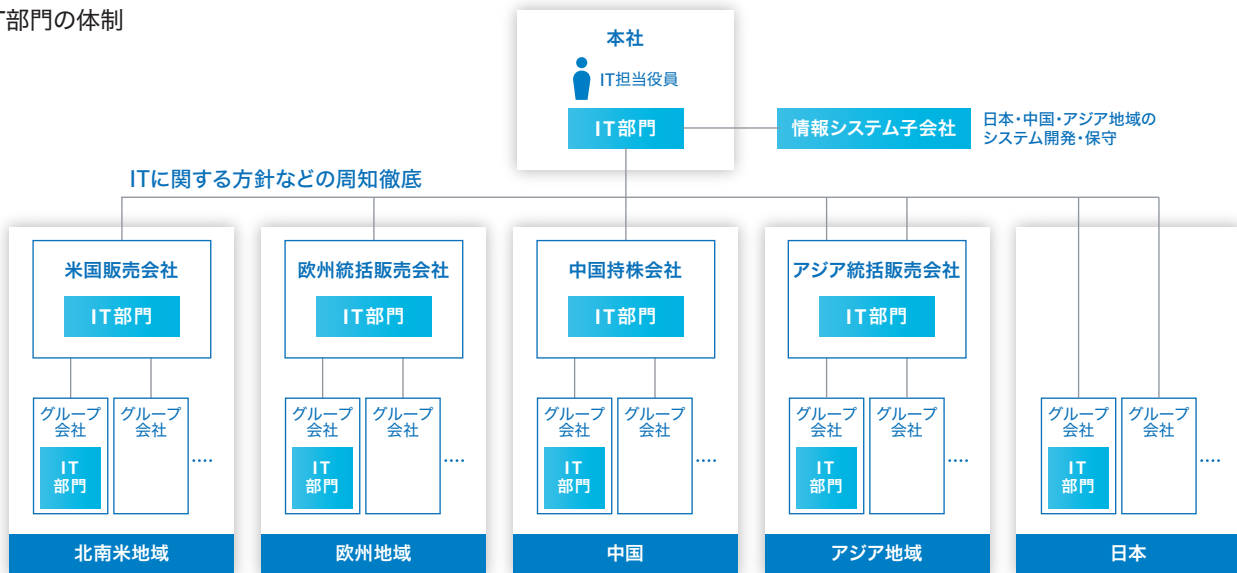 T部門の体制
本社
IT担当役員
IT部門
情報システム子会社
日本・中国・アジア地域の
システム開発・保守
ITに関する方針などの周知徹底
米国販売会社
IT部門
グループ
会社
IT
部門
グループ
会社
‥‥
北南米地域
欧州統括販売会社
IT部門
グループ
会社
IT
部門
グループ
会社
‥‥
欧州地域
中国持株会社
IT部門
グループ
会社
IT
部門
グループ
会社
‥‥
中国
アジア統括販売会社
IT部門
グループ
会社
IT
部門
グループ
会社
‥‥
アジア地域
グループ
会社
IT
部門
グループ
会社
‥‥
日本